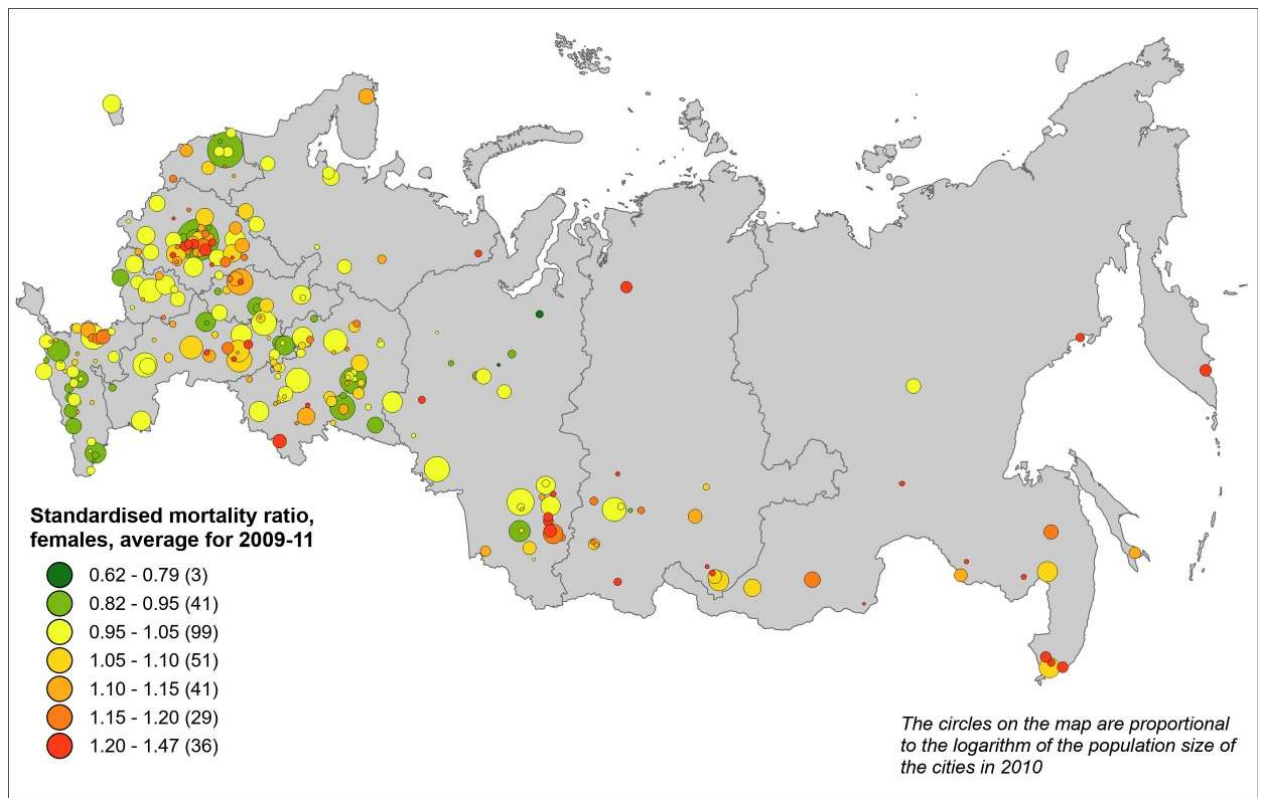 Standardised mortality ratio,
females, average for 2009-11
0.62 - 0.79 (3)
0.82 - 0.95 (41)
0.95 - 1.05 (99)
1.05 - 1.10 (51)
1.10 - 1.15 (41)
1.15 - 1.20 (29)
1.20 - 1.47 (36)
The circles on the map are proportional
to the logarithm of the population size of
the cities in 2010